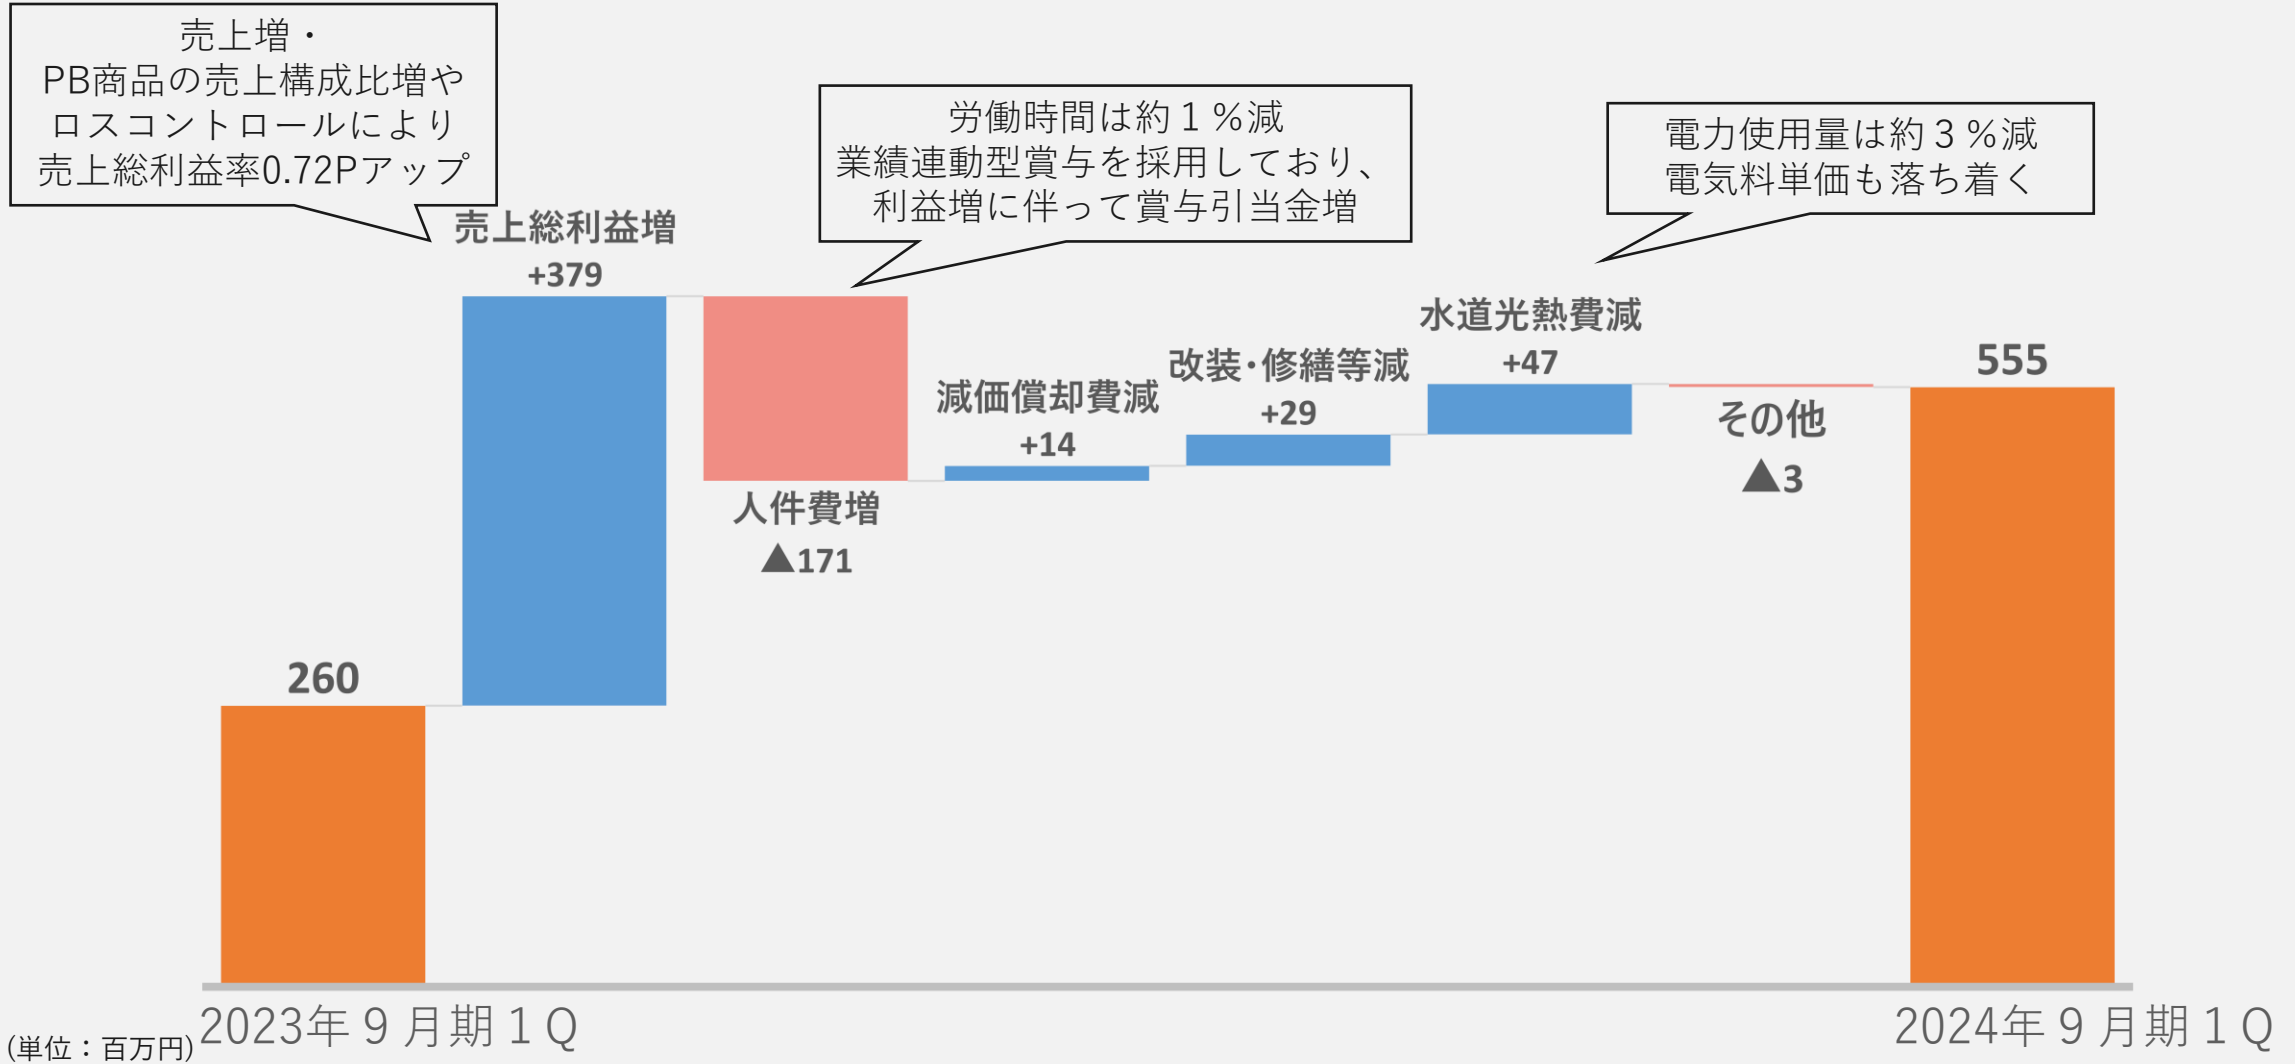 売上増・
PB商品の売上構成比増や
ロスコントロールにより
売上総利益率0.72Pアップ
労働時間は約１％減
業績連動型賞与を採用しており、
利益増に伴って賞与引当金増
電力使用量は約３％減
電気料単価も落ち着く
売上総利益増
+379
水道光熱費減
+47
改装・修繕等減
+29
減価償却費減
+14
555
その他
▲3
人件費増
▲171
260
2023年９月期１Q
2024年９月期１Q
(単位：百万円)